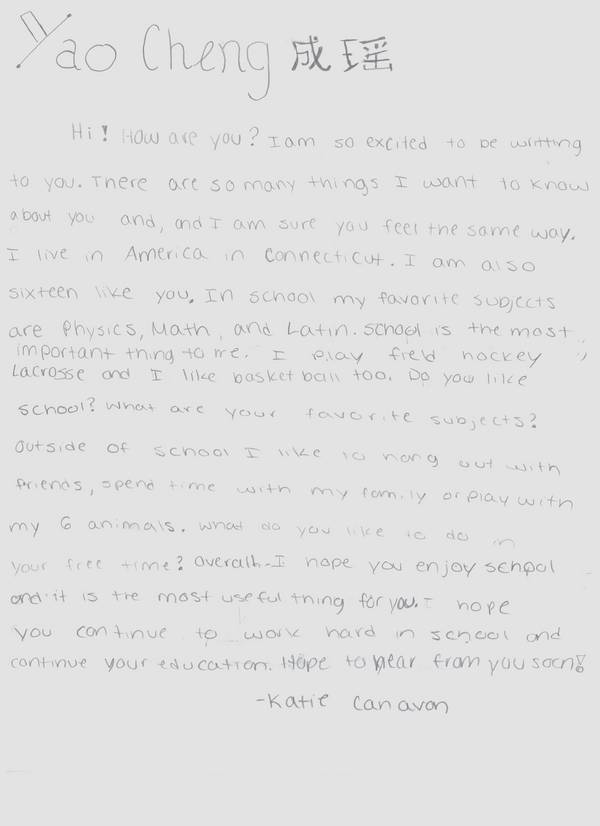 Yao Cheng 成瑶
Hi! How are you? I am so excited to be writting
to you. There are so many things I want to know
about you and, and I am sure you feel the same way.
I live in America in Connecticut. I am also
sixteen like you. In school my favorite subjects
are Physics, Math, and Latin. School is the most
important thing to me. I play field hockey
Lacrosse and I like basketball too. Do you like
school? What are your favorite subjects?
Outside of school I like to hang out with
friends, spend time with my family or play with
my 6 animals. What do you like to do in
your free time? Overall, I hope you enjoy school
and it is the most useful thing for you. I hope
you continue to work hard in school and
continue your education. Hope to hear from you soon!
-Katie Canavan